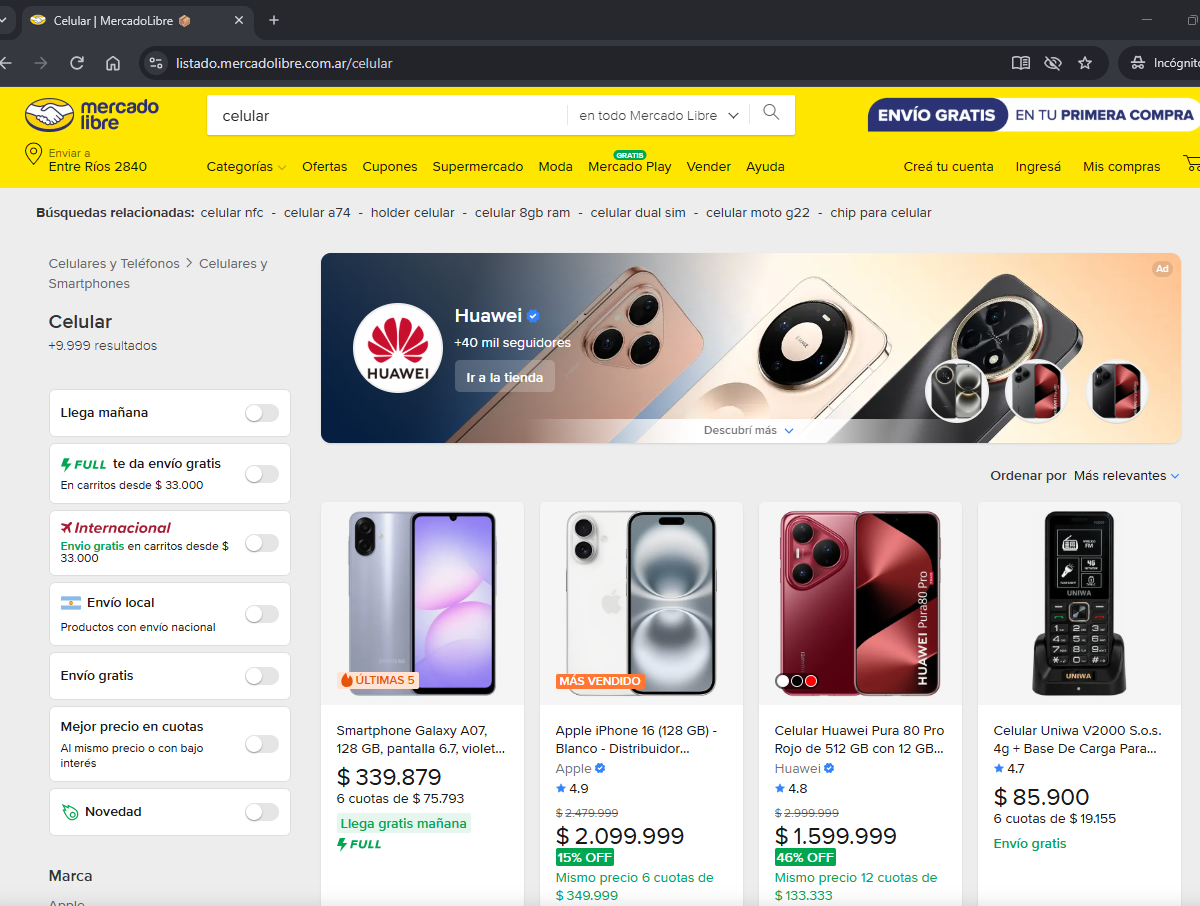 Celular | MercadoLibre 📦
listado.mercadolibre.com.ar/celular
Incógnito
mercado
libre
celular
en todo Mercado Libre
ENVÍO GRATIS EN TU PRIMERA COMPRA
Enviar a
Entre Ríos 2840
Categorías Ofertas Cupones Supermercado Moda Mercado Play Vender Ayuda
GRATIS
Creá tu cuenta Ingresá Mis compras
Búsquedas relacionadas: celular nfc - celular a74 - holder celular - celular 8gb ram - celular dual sim - celular moto g22 - chip para celular
Celulares y Teléfonos > Celulares y
Smartphones
Celular
+9.999 resultados
Llega mañana
FULL te da envío gratis
En carritos desde $ 33.000
Internacional
Envio gratis en carritos desde $
33.000
Envío local
Productos con envío nacional
Envío gratis
Mejor precio en cuotas
Al mismo precio o con bajo
interés
Novedad
Marca
Apple
Ad
HUAWEI
Huawei
+40 mil seguidores
Ir a la tienda
Descubrí más
Ordenar por Más relevantes
ÚLTIMAS 5
Smartphone Galaxy A07,
128 GB, pantalla 6.7, violet...
$ 339.879
6 cuotas de $ 75.793
Llega gratis mañana
FULL
MÁS VENDIDO
Apple iPhone 16 (128 GB) -
Blanco - Distribuidor...
Apple
4.9
$ 2.479.999
$ 2.099.999
15% OFF
Mismo precio 6 cuotas de
$ 349.999
HUAWEI Pura80 Pro
Celular Huawei Pura 80 Pro
Rojo de 512 GB con 12 GB...
Huawei
4.8
$ 2.999.999
$ 1.599.999
46% OFF
Mismo precio 12 cuotas de
$ 133.333
UNIWA
UNIWA
Celular Uniwa V2000 S.o.s.
4g + Base De Carga Para...
4.7
$ 85.900
6 cuotas de $ 19.155
Envío gratis